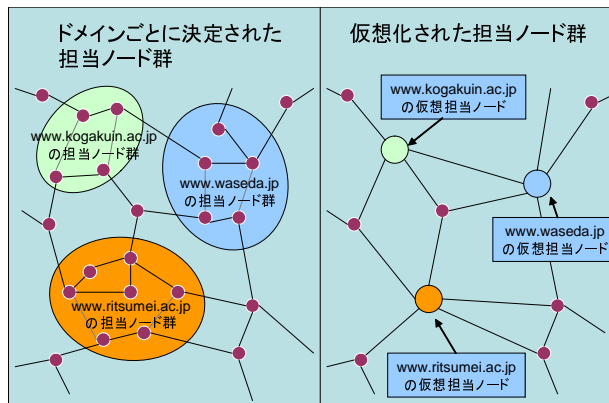 ドメインごとに決定された
担当ノード群
www.kogakuin.ac.jp
の担当ノード群
www.waseda.jp
の担当ノード群
www.ritsumei.ac.jp
の担当ノード群
仮想化された担当ノード群
www.kogakuin.ac.jp
の仮想担当ノード
www.waseda.jp
の仮想担当ノード
www.ritsumei.ac.jp
の仮想担当ノード